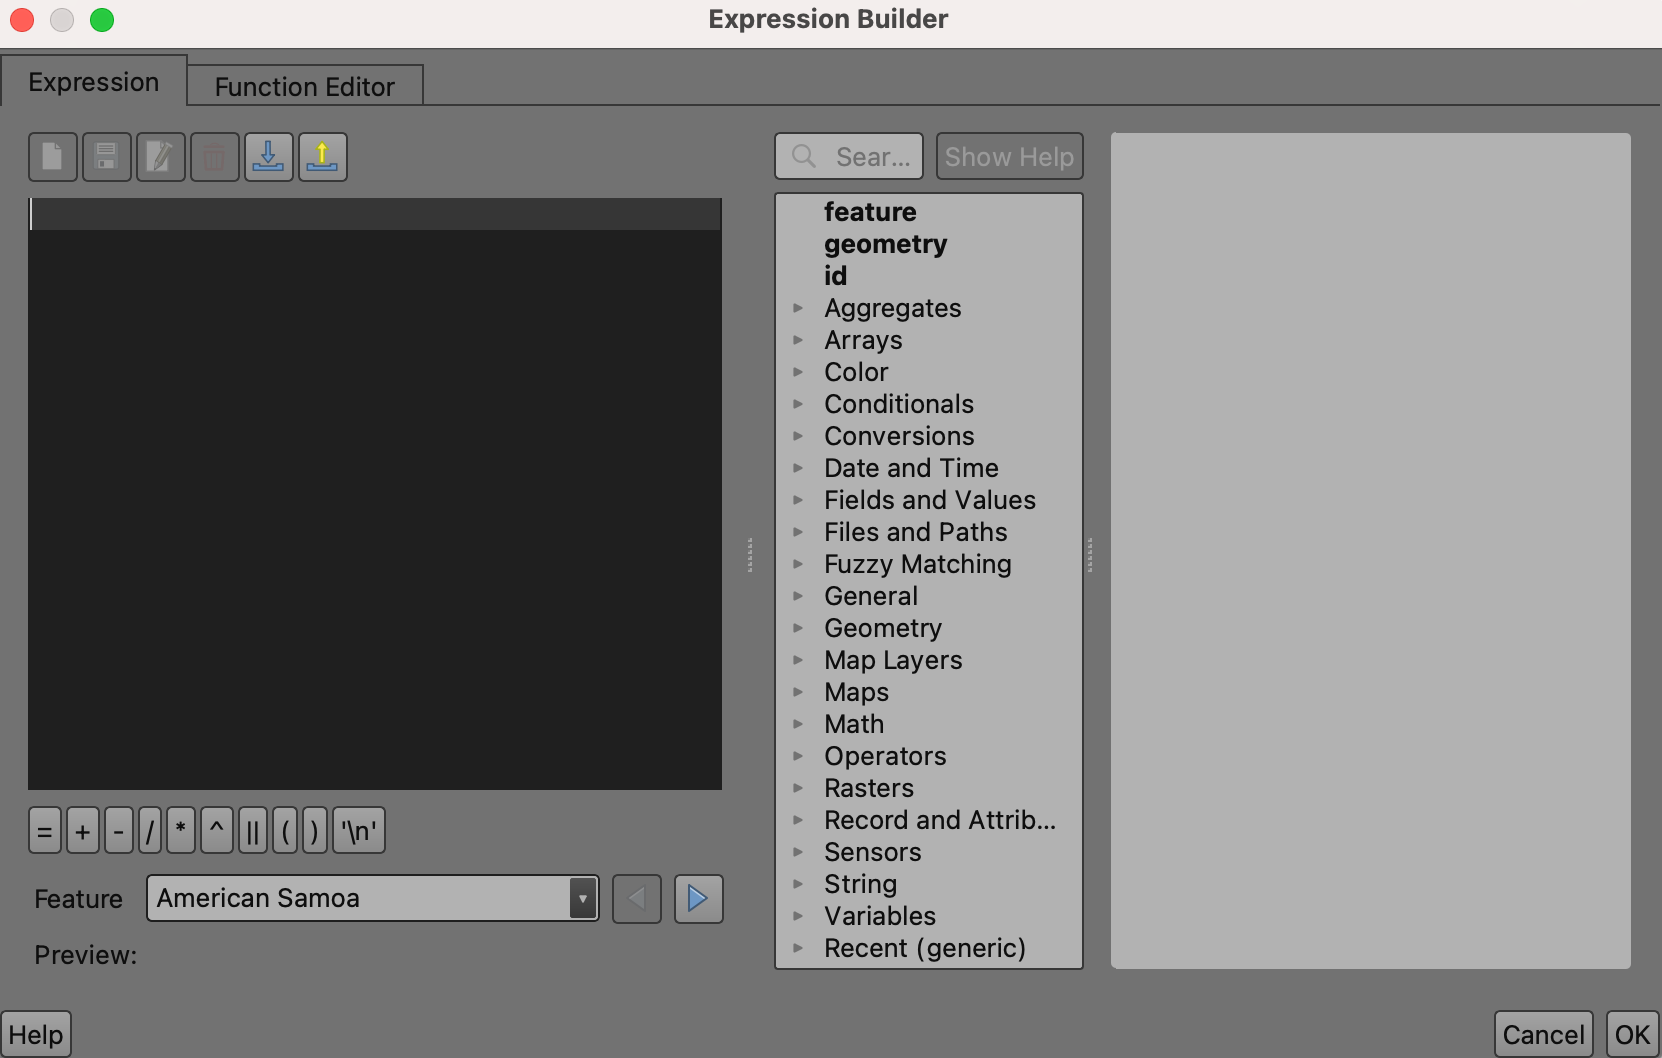 Expression Builder
Expression
Function Editor
Sear...
Show Help
feature
geometry
id
Aggregates
Arrays
Color
Conditionals
Conversions
Date and Time
Fields and Values
Files and Paths
Fuzzy Matching
General
Geometry
Map Layers
Maps
Math
Operators
Rasters
Record and Attrib...
Sensors
String
Variables
Recent (generic)
= + - / * ^ || ( ) '\n'
Feature American Samoa
Preview:
Help
Cancel OK